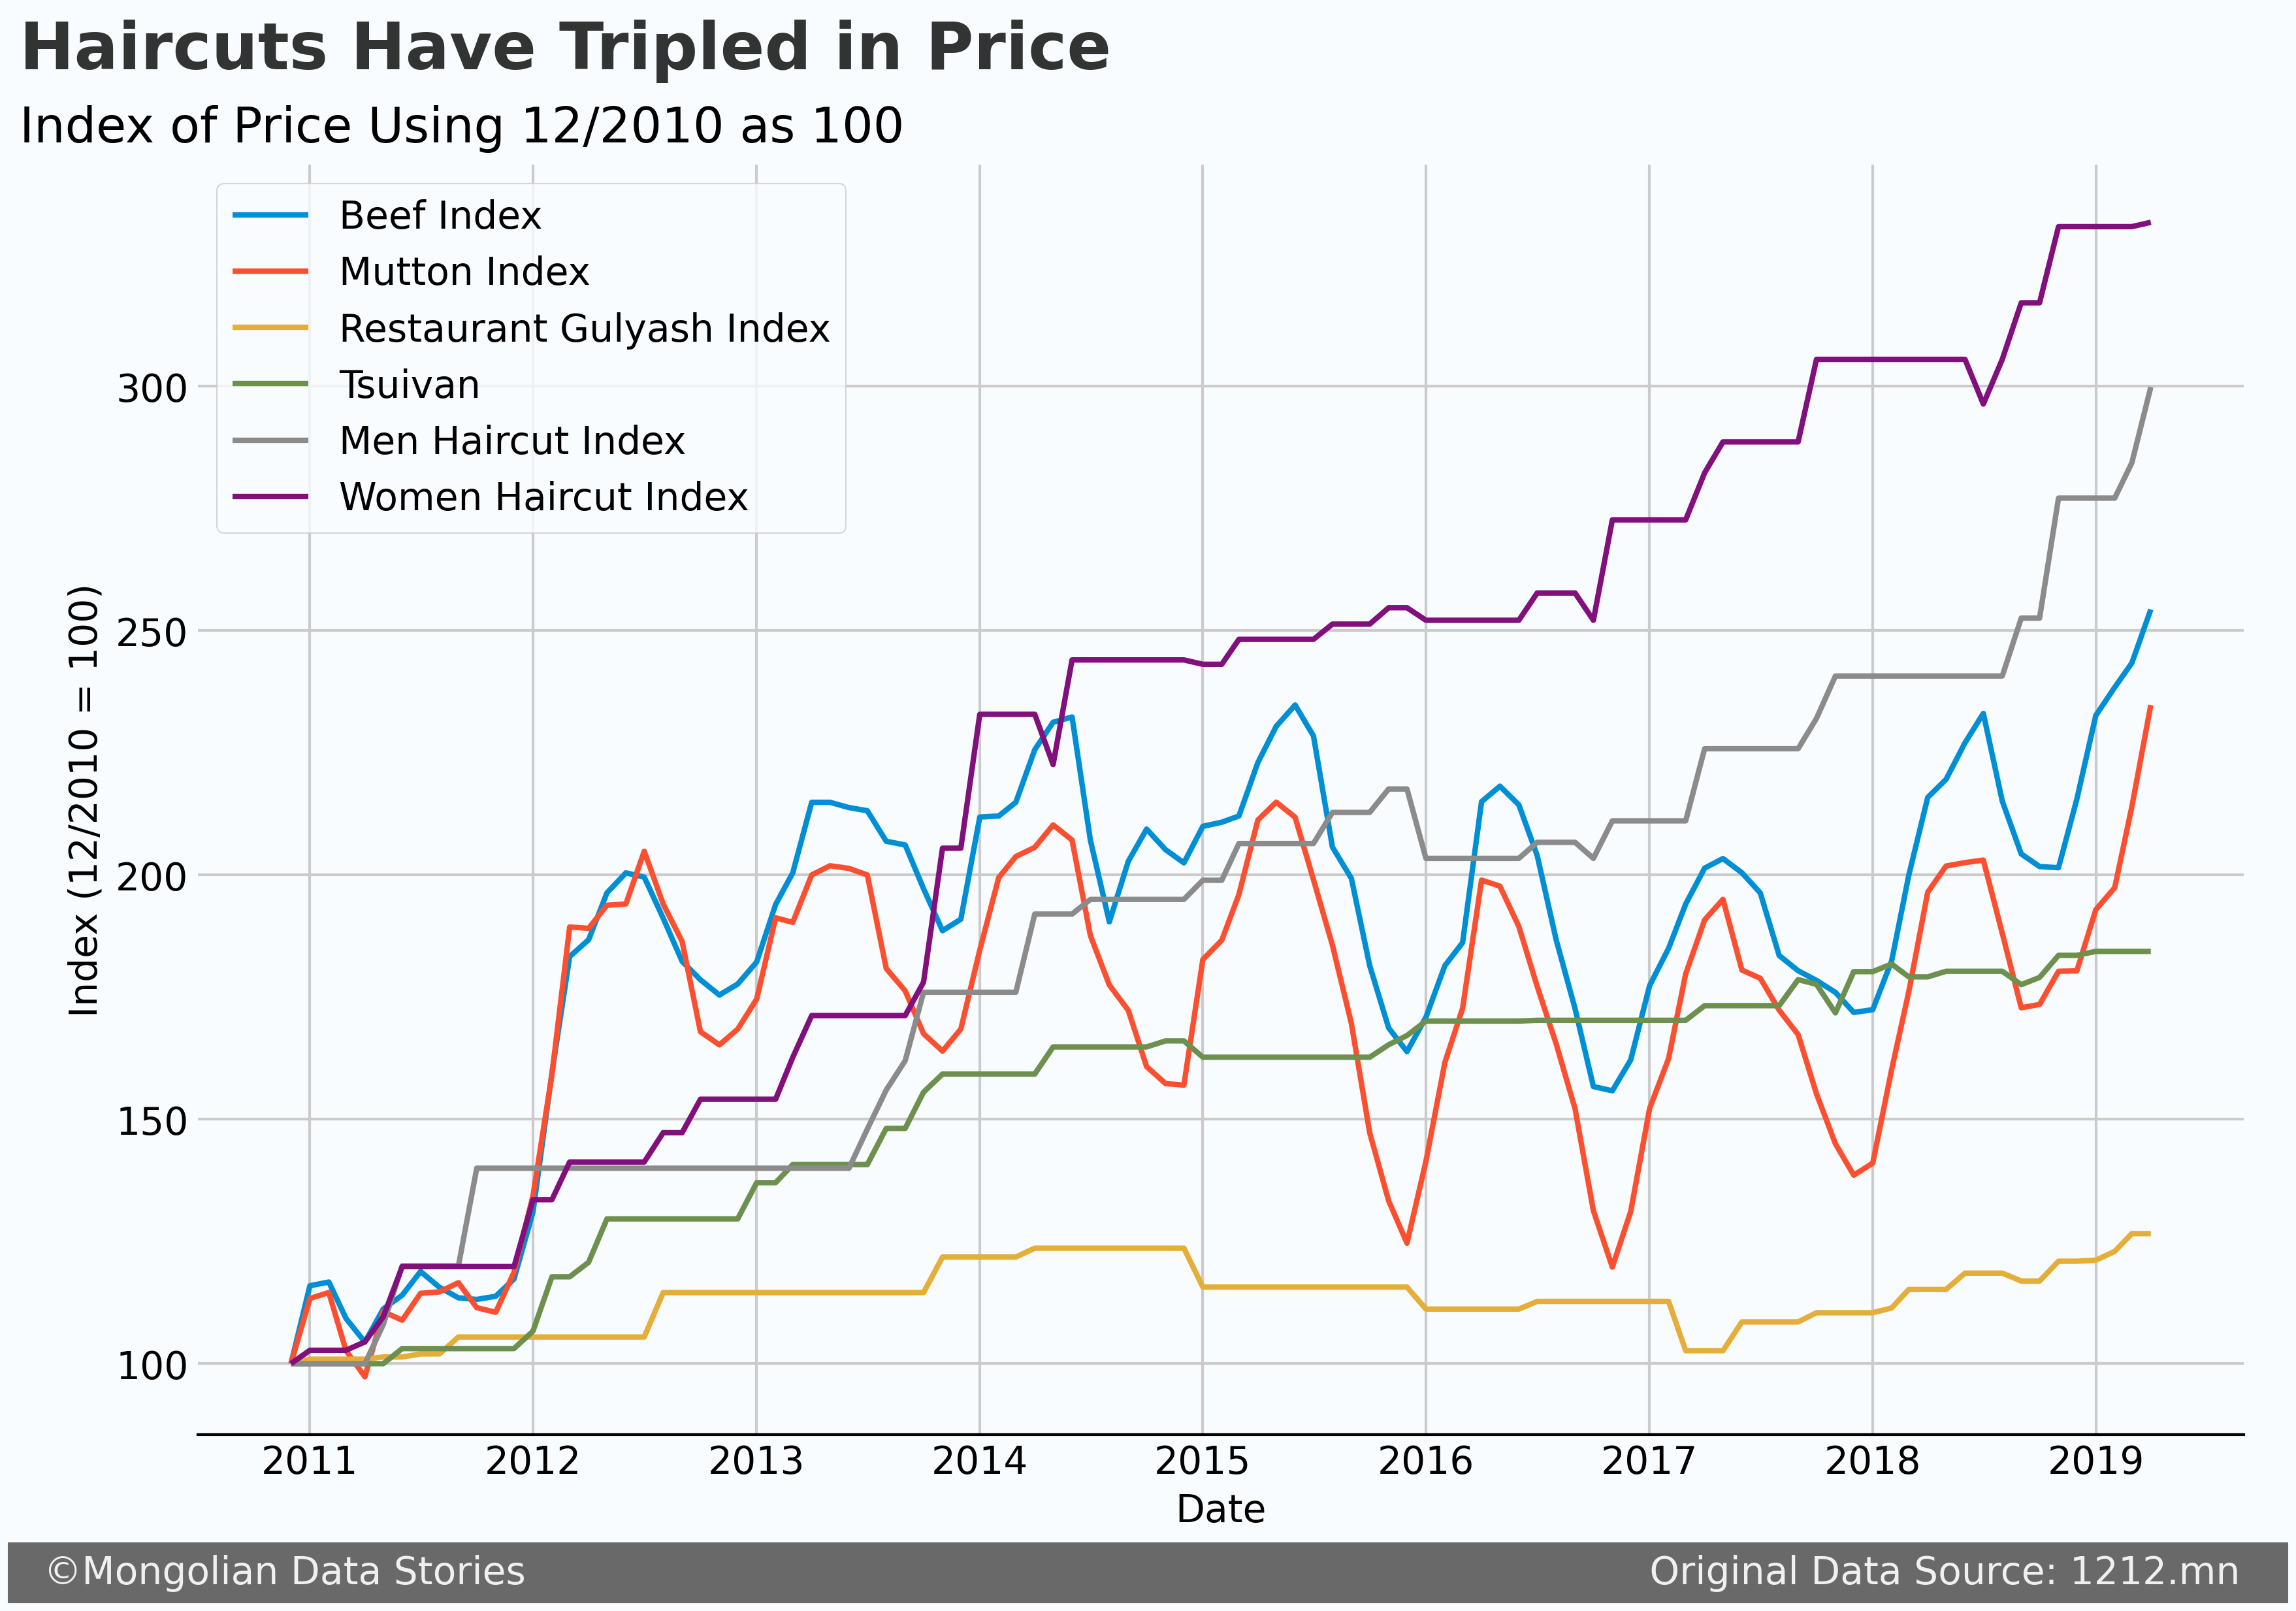 Haircuts Have Tripled in Price
Index of Price Using 12/2010 as 100
Beef Index
Mutton Index
Restaurant Gulyash Index
Tsuivan
Men Haircut Index
Women Haircut Index
Index (12/2010 = 100)
300
250
200
150
100
2011 2012 2013 2014 2015 2016 2017 2018 2019
Date
©Mongolian Data Stories Original Data Source: 1212.mn